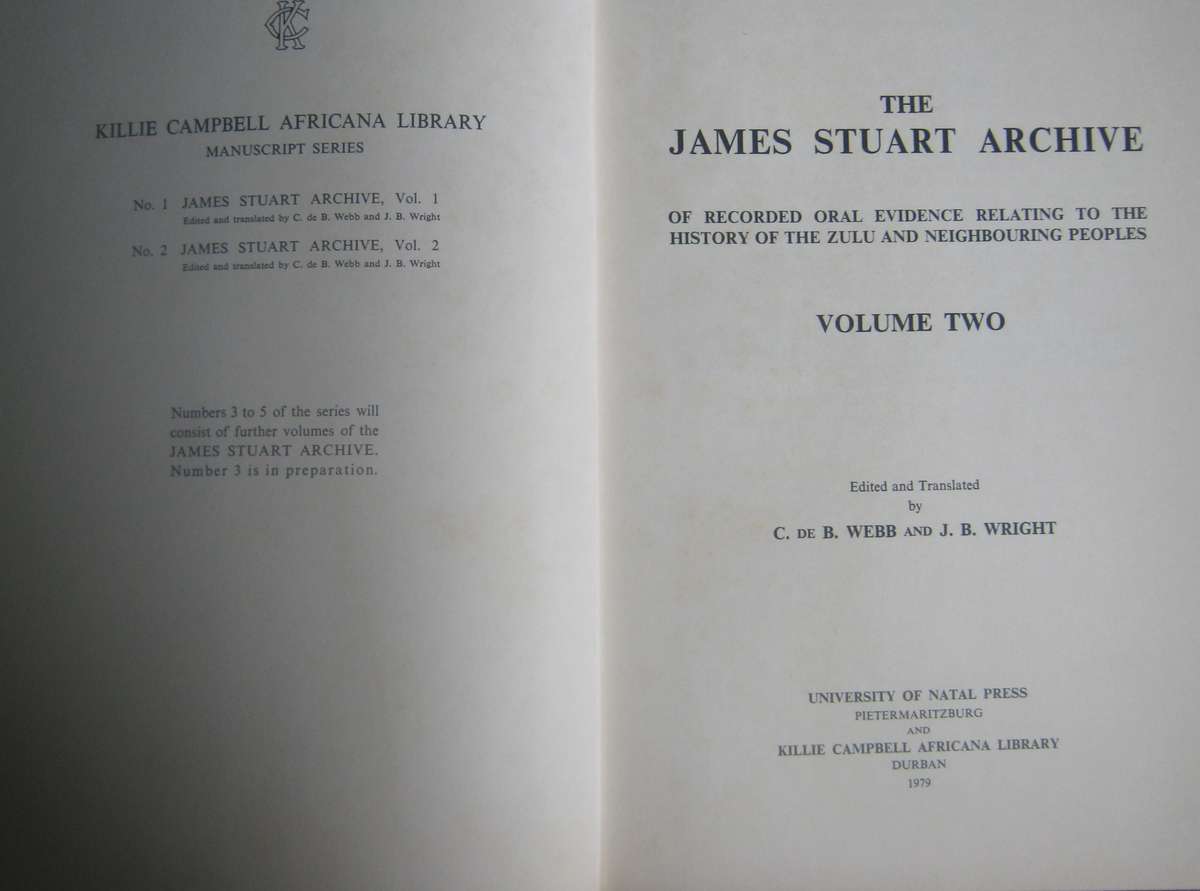 KILLIE CAMPBELL AFRICANA LIBRARY
MANUSCRIPT SERIES
No. 1 JAMES STUART ARCHIVE, Vol. 1
Edited and translated by C. de B. Webb and J. B. Wright
No. 2 JAMES STUART ARCHIVE, Vol. 2
Edited and translated by C. de B. Webb and J. B. Wright
Numbers 3 to 5 of the series will
consist of further volumes of the
JAMES STUART ARCHIVE.
Number 3 is in preparation.
THE
JAMES STUART ARCHIVE
OF RECORDED ORAL EVIDENCE RELATING TO THE
HISTORY OF THE ZULU AND NEIGHBOURING PEOPLES
VOLUME TWO
Edited and Translated
by
C. DE B. WEBB AND J. B. WRIGHT
UNIVERSITY OF NATAL PRESS
PIETERMARITZBURG
AND
KILLIE CAMPBELL AFRICANA LIBRARY
DURBAN
1979